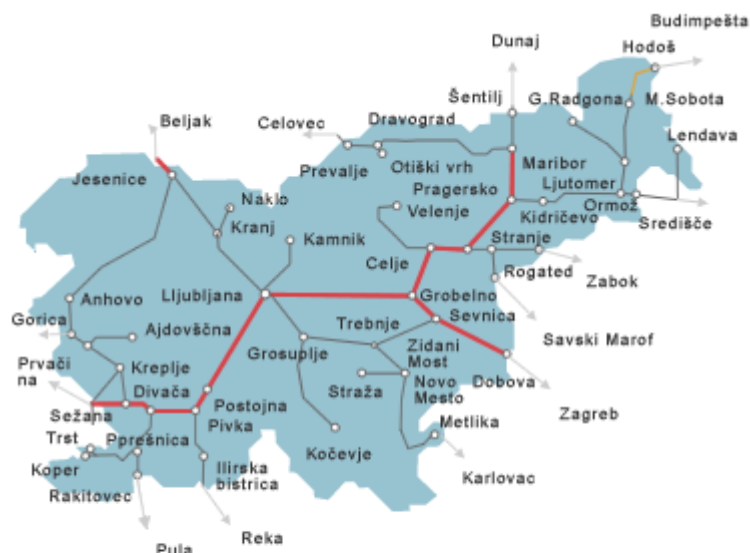 Budimpešta
Dunaj
Hodoš
Šentilj
G.Radgona
M.Sobota
Beljak
Celovec
Dravograd
Lendava
Prevalje
Otiški vrh
Maribor
Jesenice
Pragersko
Ljutomer
Naklo
Velenje
Kidričevo
Ormož
Središče
Kranj
Kamnik
Stranje
Celje
Rogated
Zabok
Anhovo
Lljubljana
Grobelno
Gorica
Ajdovščna
Trebnje
Sevnica
Savski Marof
Prvači
na
Kreplje
Grosuplje
Zidani
Most
Divača
Straža
Novo
Mesto
Dobova
Sežana
Postojna
Pivka
Metlika
Zagreb
Trst
Pprešnica
Kočevje
Koper
Ilirska
bistrica
Karlovac
Rakitovec
Reka
Pula